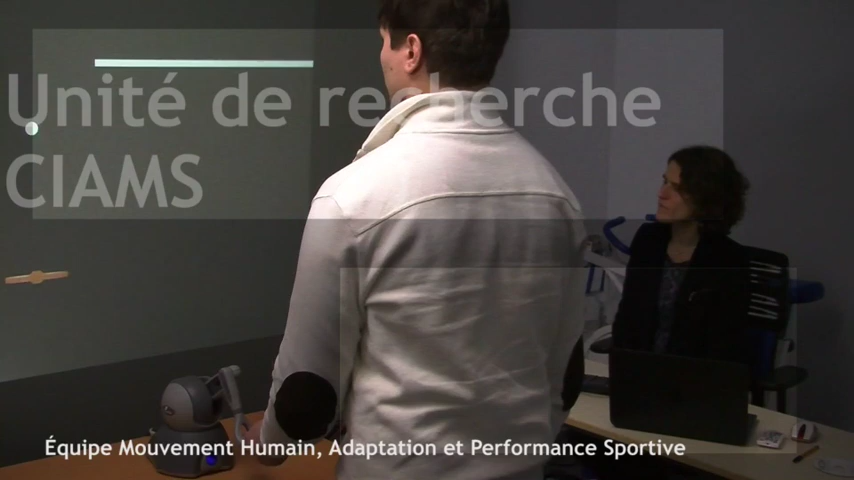 Unité de recherche
CIAMS
Équipe Mouvement Humain, Adaptation et Performance Sportive